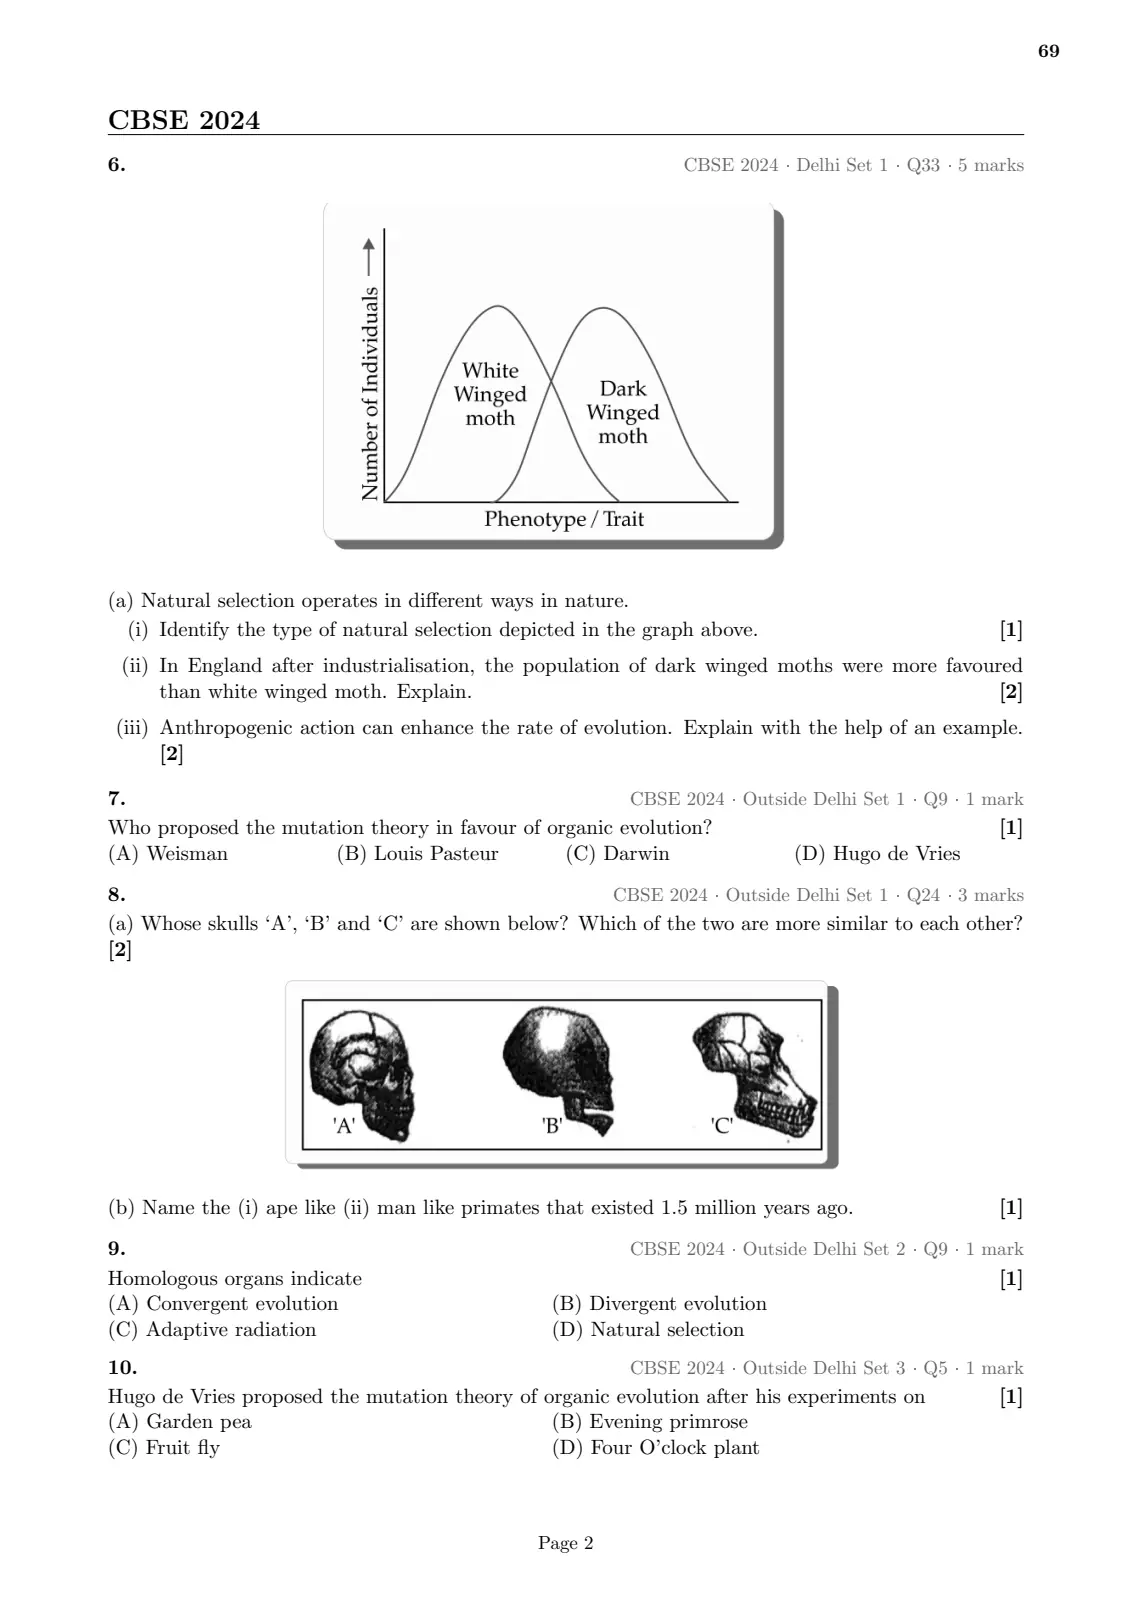 69
CBSE 2024
6. CBSE 2024 · Delhi Set 1 · Q33 · 5 marks
Number of Individuals
White
Winged
moth
Dark
Winged
moth
Phenotype / Trait
(a) Natural selection operates in different ways in nature.
(i) Identify the type of natural selection depicted in the graph above. [1]
(ii) In England after industrialisation, the population of dark winged moths were more favoured
than white winged moth. Explain. [2]
(iii) Anthropogenic action can enhance the rate of evolution. Explain with the help of an example.
[2]
7. CBSE 2024 · Outside Delhi Set 1 · Q9 · 1 mark
Who proposed the mutation theory in favour of organic evolution? [1]
(A) Weisman (B) Louis Pasteur (C) Darwin (D) Hugo de Vries
8. CBSE 2024 · Outside Delhi Set 1 · Q24 · 3 marks
(a) Whose skulls ‘A’, ‘B’ and ‘C’ are shown below? Which of the two are more similar to each other?
[2]
'A' 'B' 'C'
(b) Name the (i) ape like (ii) man like primates that existed 1.5 million years ago. [1]
9. CBSE 2024 · Outside Delhi Set 2 · Q9 · 1 mark
Homologous organs indicate [1]
(A) Convergent evolution (B) Divergent evolution
(C) Adaptive radiation (D) Natural selection
10. CBSE 2024 · Outside Delhi Set 3 · Q5 · 1 mark
Hugo de Vries proposed the mutation theory of organic evolution after his experiments on [1]
(A) Garden pea (B) Evening primrose
(C) Fruit fly (D) Four O’clock plant
Page 2